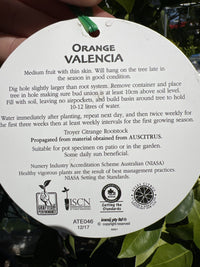 ORANGE
VALENCIA
Medium fruit with thin skin. Will hang on the tree late in
the season in good condition.
Dig hole slightly larger than root system. Remove container and place
tree in hole making sure bud union is at least 10cm above soil level.
Fill with soil, leaving no airpockets, and build basin around tree to hold
10-12 litres of water.
Water immediately after planting, repeat next day, and then twice weekly for
the first three weeks then at least weekly intervals for the first growing season.
Troyer Citrange Rootstock
Propagated from material obtained from AUSCITRUS.
Suitable for pot specimen on patio or in the garden.
Some daily sun beneficial.
Nursery Industry Accreditation Scheme Australia (NIASA)
Healthy vigorous plants are the result of best management practices.
NIASA Setting the Standards.
Setting the
Standards
ATE046
12/17
copyright reserved